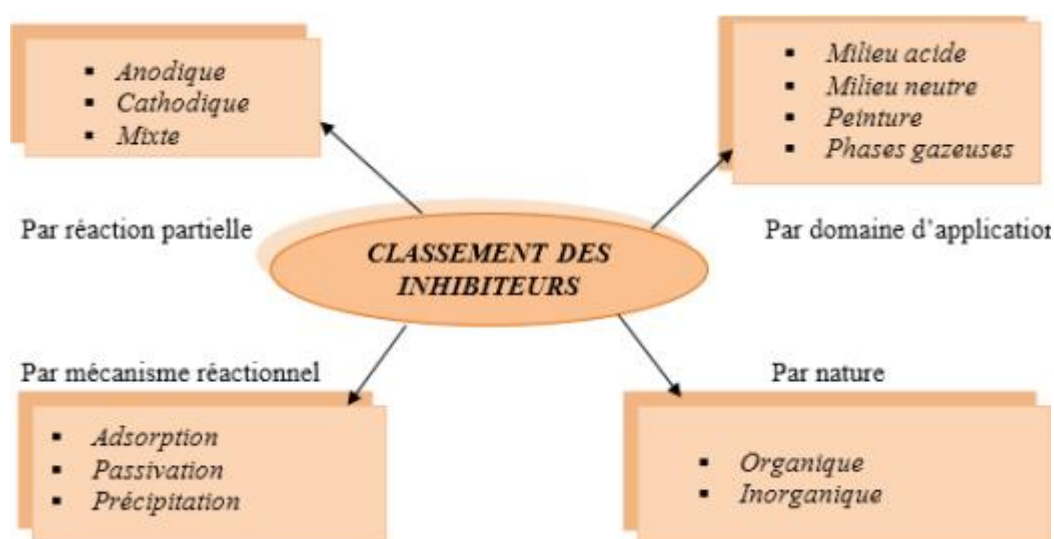 Anodique
Cathodique
Mixte
Milieu acide
Milieu neutre
Peinture
Phases gazeuses
Par réaction partielle
Par domaine d’application
CLASSEMENT DES
INHIBITEURS
Par mécanisme réactionnel
Par nature
Adsorption
Passivation
Précipitation
Organique
Inorganique